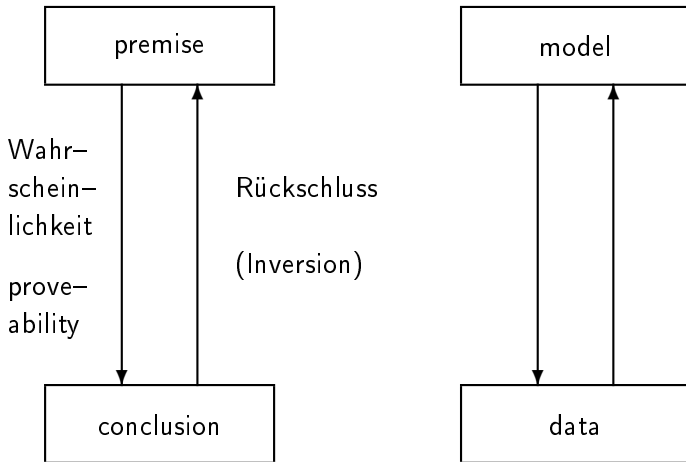 premise
model
Wahr–
schein–
lichkeit
prove–
ability
Rückschluss
(Inversion)
conclusion
data